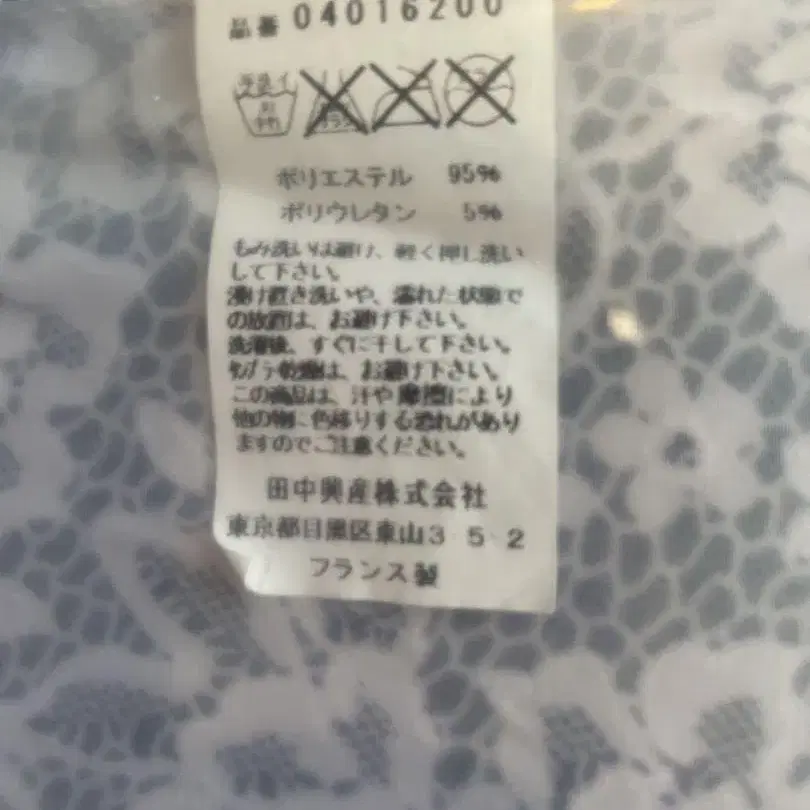 品番 04016200
手洗イ
ポリエステル 95%
ポリウレタン 5%
もみ洗いは避け、軽く押し洗い
して下さい。
浸け置き洗いや、濡れた状態で
の放置は、お避け下さい。
洗濯後、すぐに干して下さい。
タンブラー乾燥は、お避け下さい。
この商品は、汗や摩擦により
他の物に色移りする恐れがあり
ますのでご注意ください。
田中興産株式会社
東京都目黒区東山3 5 2
フランス製